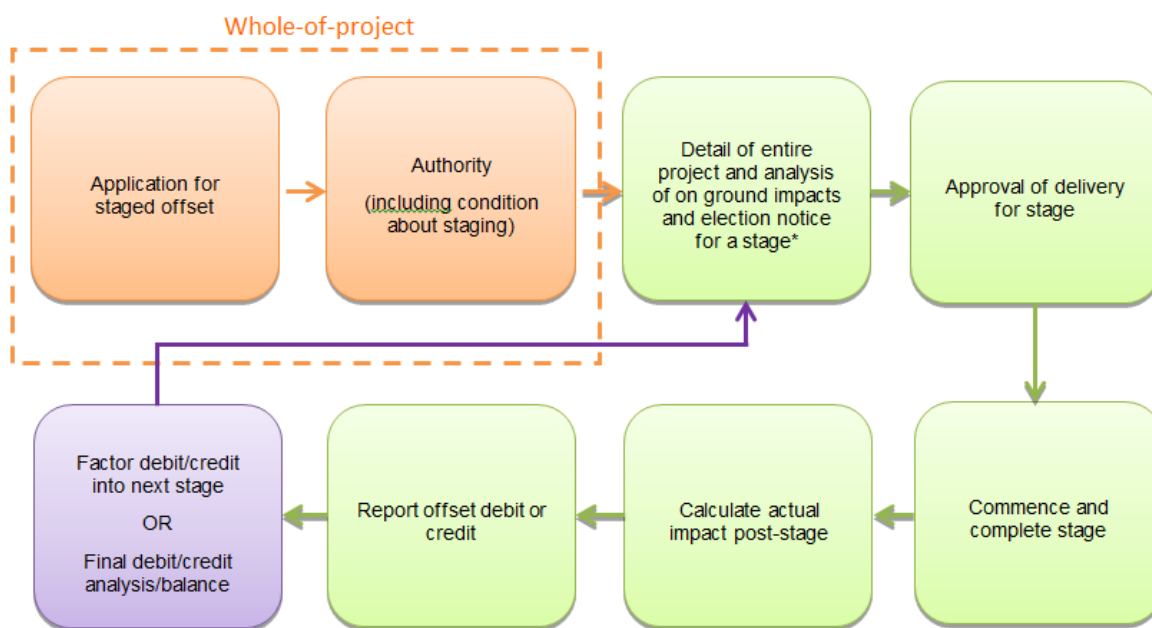 Whole-of-project
Application for
staged offset
Authority
(including condition
about staging)
Detail of entire
project and analysis
of on ground impacts
and election notice
for a stage*
Approval of delivery
for stage
Factor debit/credit
into next stage
OR
Final debit/credit
analysis/balance
Report offset debit or
credit
Calculate actual
impact post-stage
Commence and
complete stage